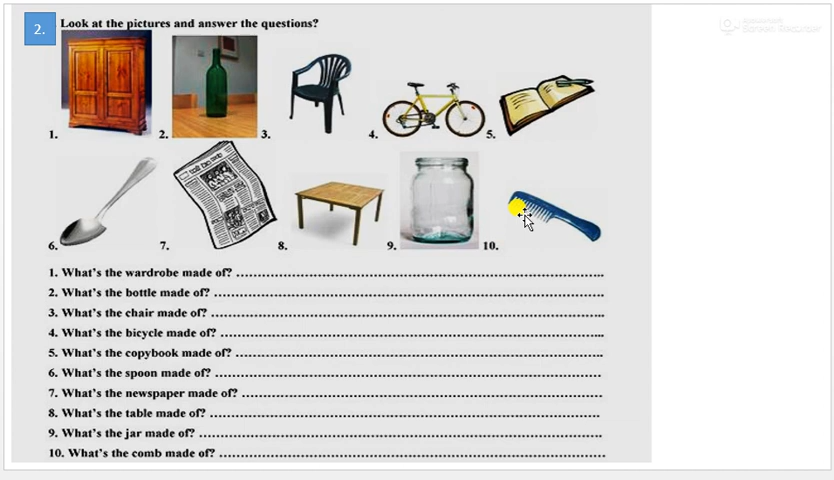 2.
Look at the pictures and answer the questions?
1. 2. 3. 4. 5.
6. 7. 8. 9. 10.
1. What's the wardrobe made of? ........................................................
2. What's the bottle made of? ........................................................
3. What's the chair made of? ........................................................
4. What's the bicycle made of? ........................................................
5. What's the copybook made of? ........................................................
6. What's the spoon made of? ........................................................
7. What's the newspaper made of? ........................................................
8. What's the table made of? ........................................................
9. What's the jar made of? ........................................................
10. What's the comb made of? ........................................................
Screen Recorder